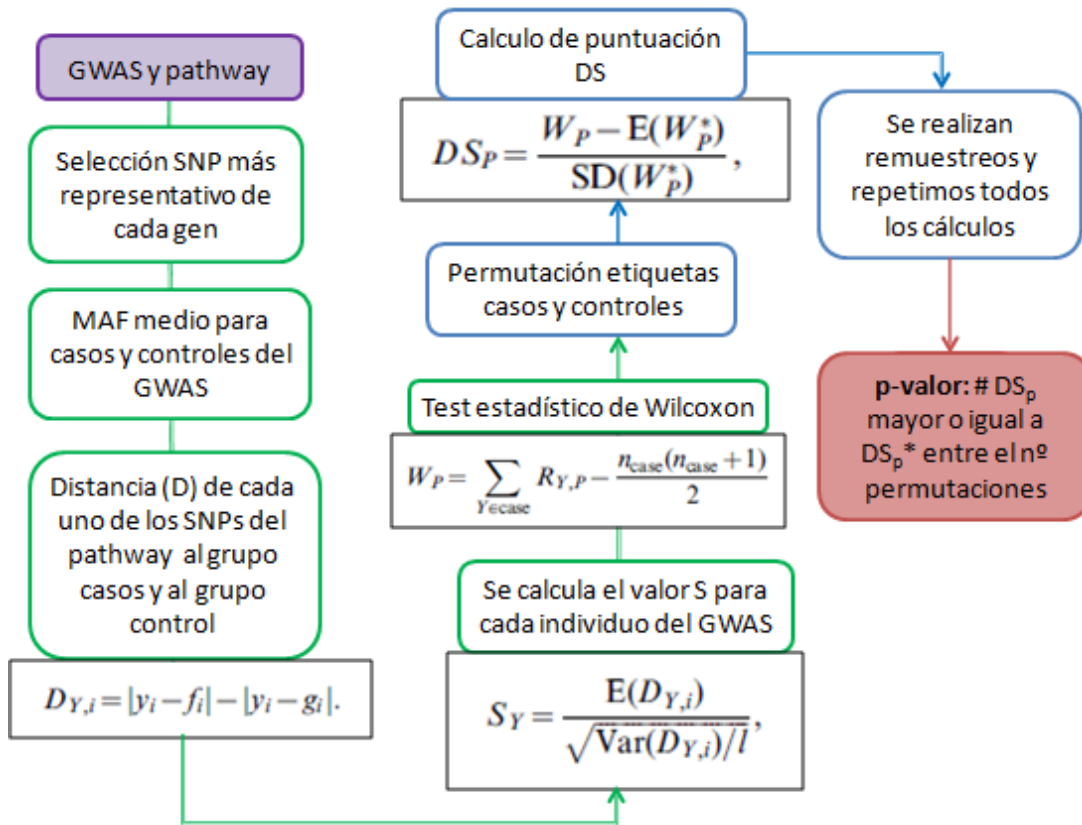 GWAS y pathway
Selección SNP más
representativo de
cada gen
MAF medio para
casos y controles del
GWAS
Distancia (D) de cada
uno de los SNPs del
pathway al grupo
casos y al grupo
control
D_{Y,i} = |y_i − f_i| − |y_i − g_i|.
Se calcula el valor S para
cada individuo del GWAS
S_Y = E(D_{Y,i}) / √(Var(D_{Y,i})/l),
Test estadístico de Wilcoxon
W_P = ∑_{Y∈case} R_{Y,P} − n_case(n_case + 1) / 2
Permutación etiquetas
casos y controles
Calculo de puntuación
DS
DS_P = (W_P − E(W_P^*)) / SD(W_P^*),
Se realizan
remuestreos y
repetimos todos
los cálculos
p-valor: # DS_p
mayor o igual a
DS_p* entre el nº
permutaciones